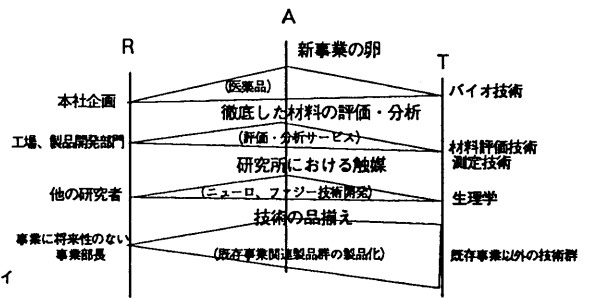 A
R
新事業の卵
T
(医薬品)
バイオ技術
本社企画
徹底した材料の評価・分析
工場、製品開発部門
(評価・分析サービス)
材料評価技術
測定技術
研究所における触媒
他の研究者
(ニューロ、ファジー技術開発)
生理学
技術の品揃え
事業に将来性のない
事業部長
(既存事業関連製品群の製品化)
既存事業以外の技術群
イ